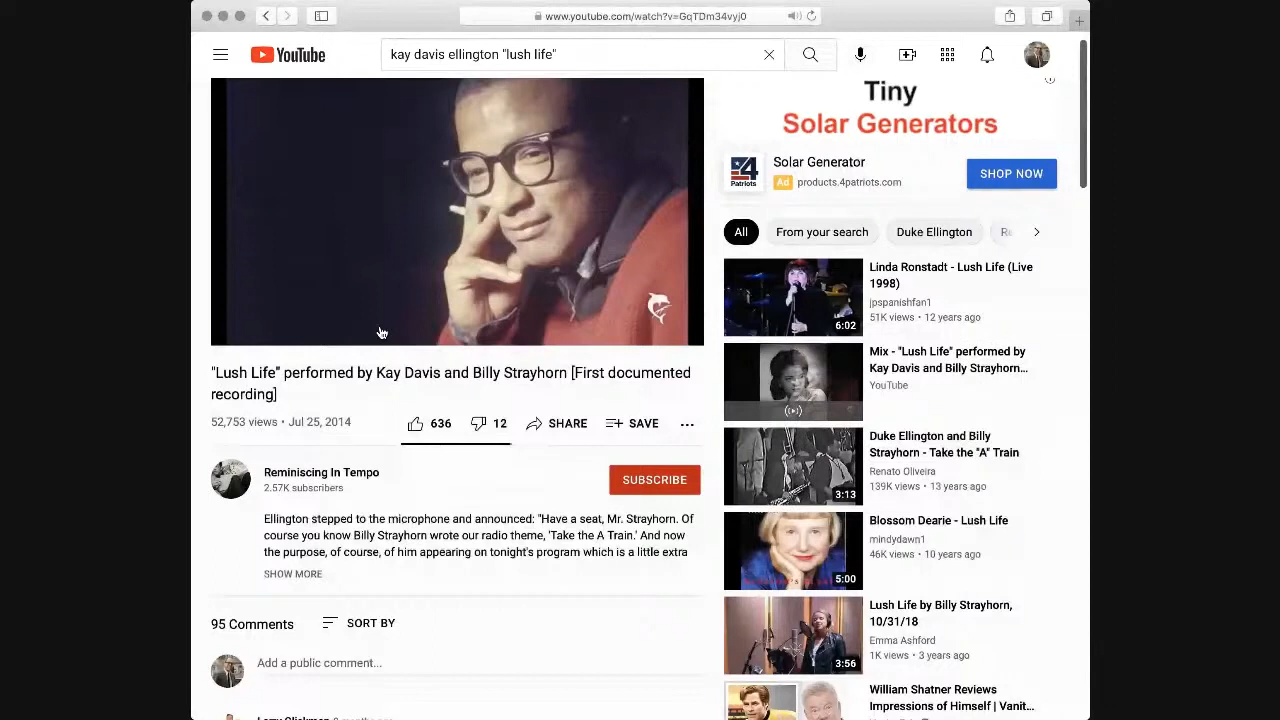 www.youtube.com/watch?v=GqTDm34vyj0
YouTube
kay davis ellington "lush life"
"Lush Life" performed by Kay Davis and Billy Strayhorn [First documented
recording]
52,753 views • Jul 25, 2014
636
12
SHARE
SAVE
Reminiscing In Tempo
2.57K subscribers
SUBSCRIBE
Ellington stepped to the microphone and announced: "Have a seat, Mr. Strayhorn. Of
course you know Billy Strayhorn wrote our radio theme, 'Take the A Train.' And now
the purpose, of course, of him appearing on tonight's program which is a little extra
SHOW MORE
95 Comments
SORT BY
Add a public comment...
Tiny
Solar Generators
4
Patriots
Solar Generator
Ad products.4patriots.com
SHOP NOW
All
From your search
Duke Ellington
Linda Ronstadt - Lush Life (Live
1998)
jpspanishfan1
51K views • 12 years ago
6:02
Mix - "Lush Life" performed by
Kay Davis and Billy Strayhorn...
YouTube
Duke Ellington and Billy
Strayhorn - Take the "A" Train
Renato Oliveira
139K views • 13 years ago
3:13
Blossom Dearie - Lush Life
mindydawn1
46K views • 10 years ago
5:00
Lush Life by Billy Strayhorn,
10/31/18
Emma Ashford
1K views • 3 years ago
3:56
William Shatner Reviews
Impressions of Himself | Vanit...